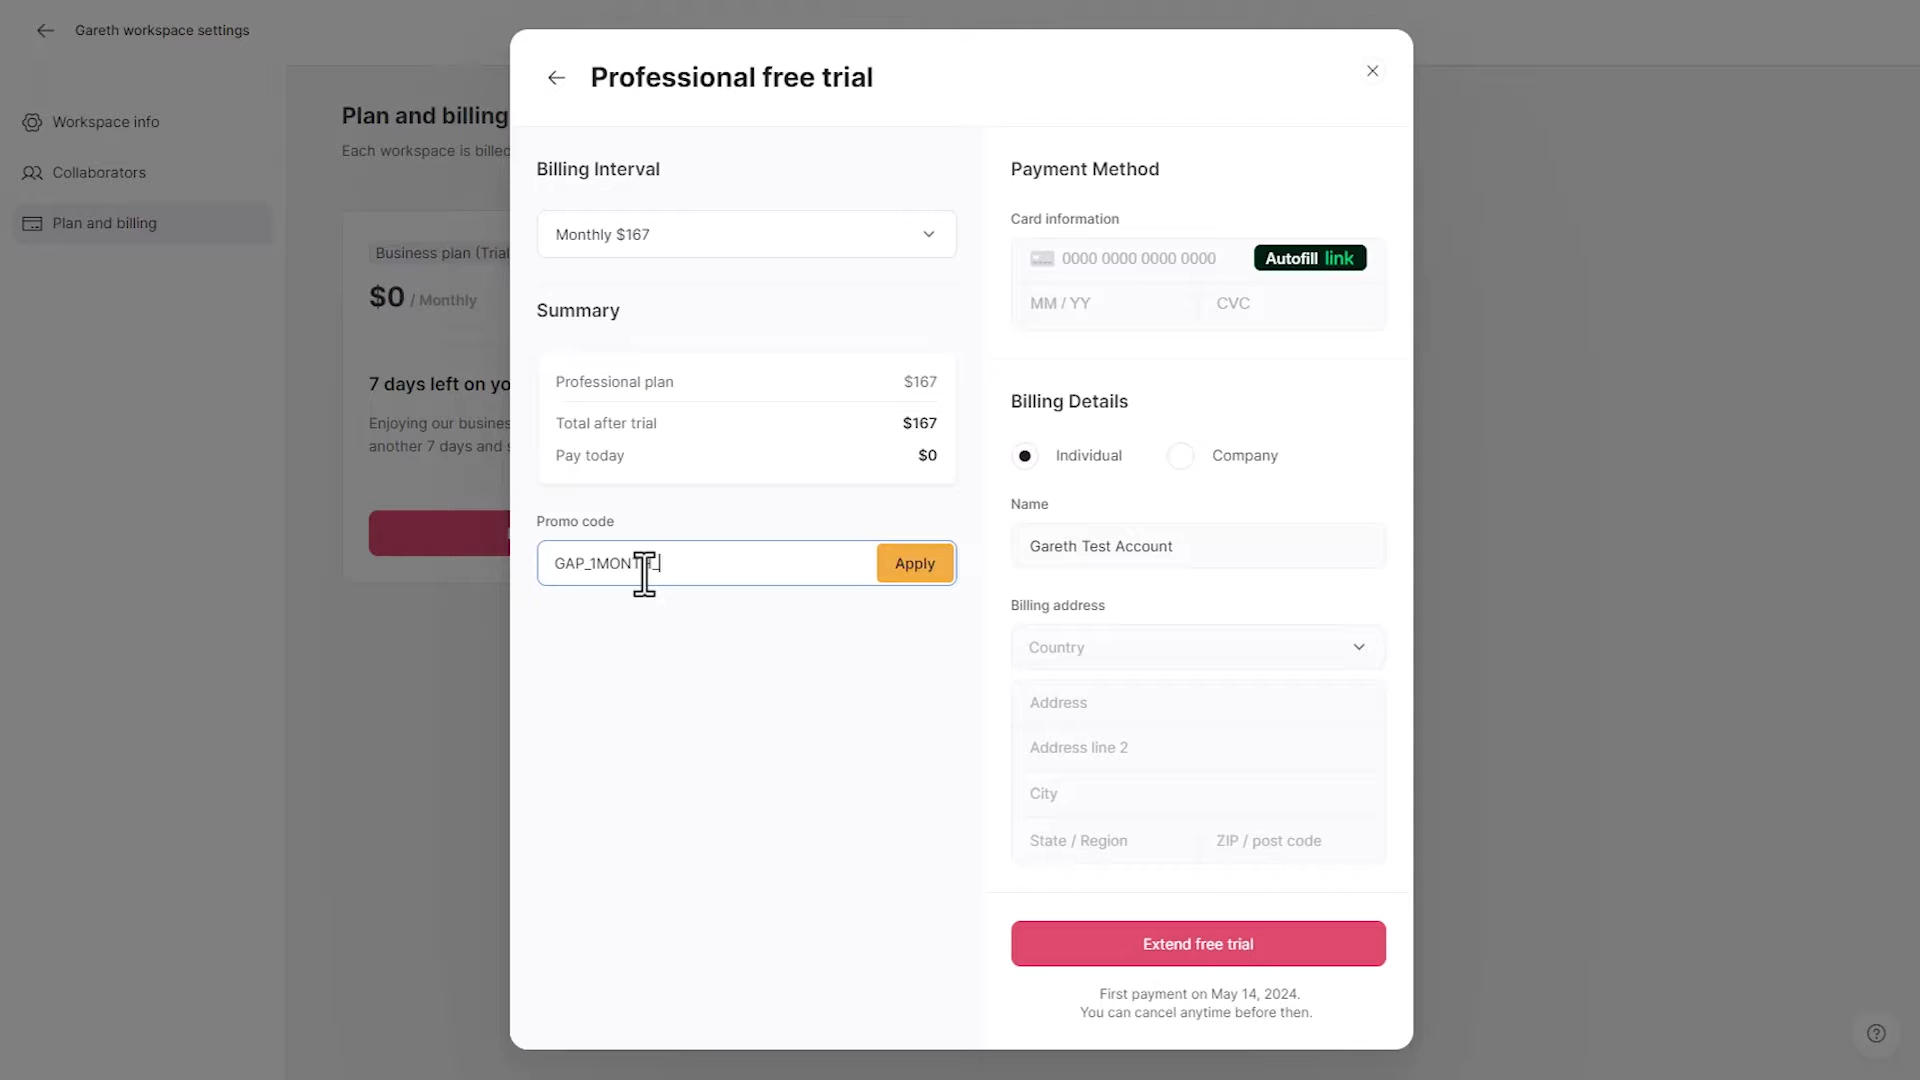 Gareth workspace settings
Workspace info
Collaborators
Plan and billing
Plan and billing
Each workspace is billed
Business plan (Trial
$0 / Monthly
7 days left on yo
Enjoying our busines
another 7 days and s
Professional free trial
Billing Interval
Monthly $167
Summary
Professional plan $167
Total after trial $167
Pay today $0
Promo code
GAP_1MONTH_
Apply
Payment Method
Card information
0000 0000 0000 0000 Autofill link
MM / YY CVC
Billing Details
Individual Company
Name
Gareth Test Account
Billing address
Country
Address
Address line 2
City
State / Region ZIP / post code
Extend free trial
First payment on May 14, 2024.
You can cancel anytime before then.